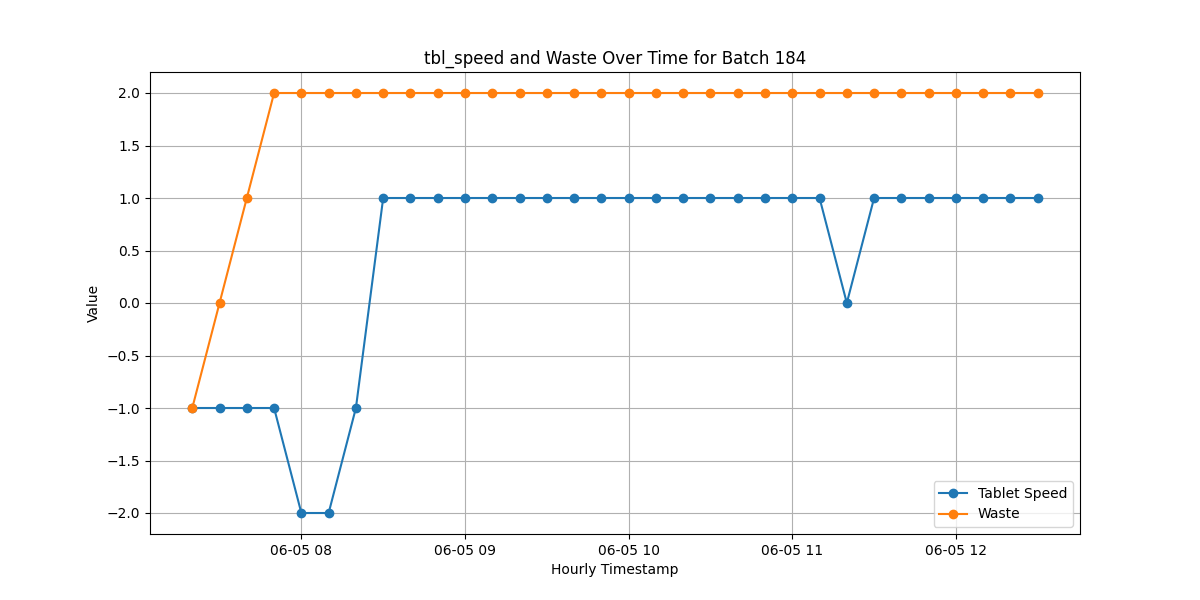 tbl_speed and Waste Over Time for Batch 184
Value
2.0
1.5
1.0
0.5
0.0
−0.5
−1.0
−1.5
−2.0
Tablet Speed
Waste
06-05 08
06-05 09
06-05 10
06-05 11
06-05 12
Hourly Timestamp